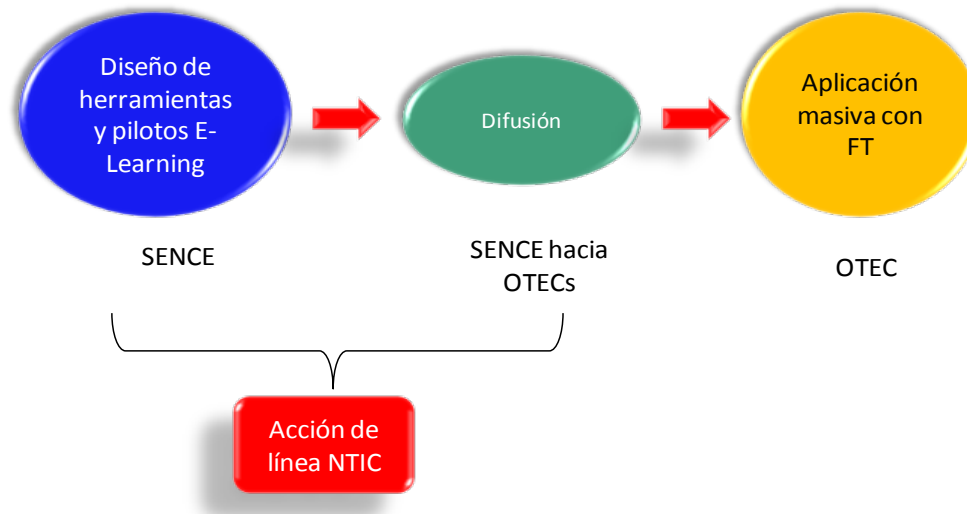 Diseño de
herramientas
y pilotos E-
Learning
Difusión
Aplicación
masiva con
FT
SENCE
SENCE hacia
OTECs
OTEC
Acción de
línea NTIC